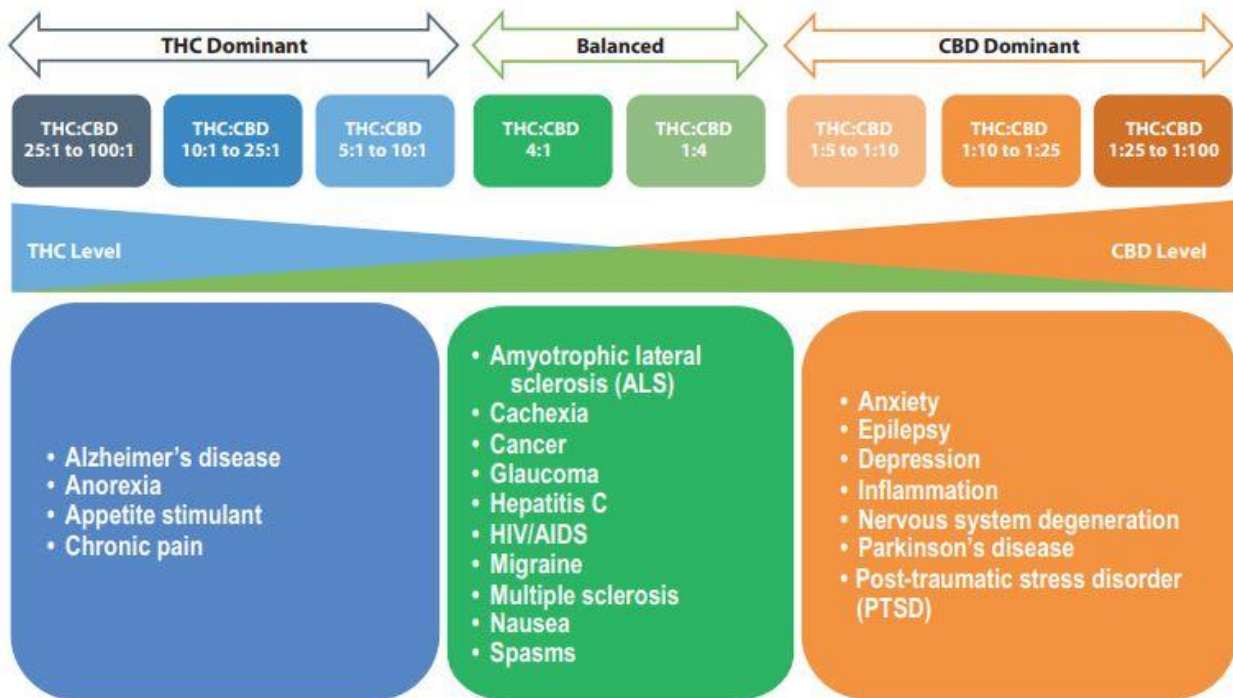 THC Dominant
Balanced
CBD Dominant
THC:CBD
25:1 to 100:1
THC:CBD
10:1 to 25:1
THC:CBD
5:1 to 10:1
THC:CBD
4:1
THC:CBD
1:4
THC:CBD
1:5 to 1:10
THC:CBD
1:10 to 1:25
THC:CBD
1:25 to 1:100
THC Level
CBD Level
• Alzheimer's disease
• Anorexia
• Appetite stimulant
• Chronic pain
• Amyotrophic lateral
sclerosis (ALS)
• Cachexia
• Cancer
• Glaucoma
• Hepatitis C
• HIV/AIDS
• Migraine
• Multiple sclerosis
• Nausea
• Spasms
• Anxiety
• Epilepsy
• Depression
• Inflammation
• Nervous system degeneration
• Parkinson's disease
• Post-traumatic stress disorder
(PTSD)